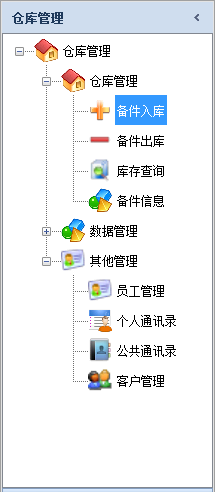 仓库管理
仓库管理
仓库管理
备件入库
备件出库
库存查询
备件信息
数据管理
其他管理
员工管理
个人通讯录
公共通讯录
客户管理